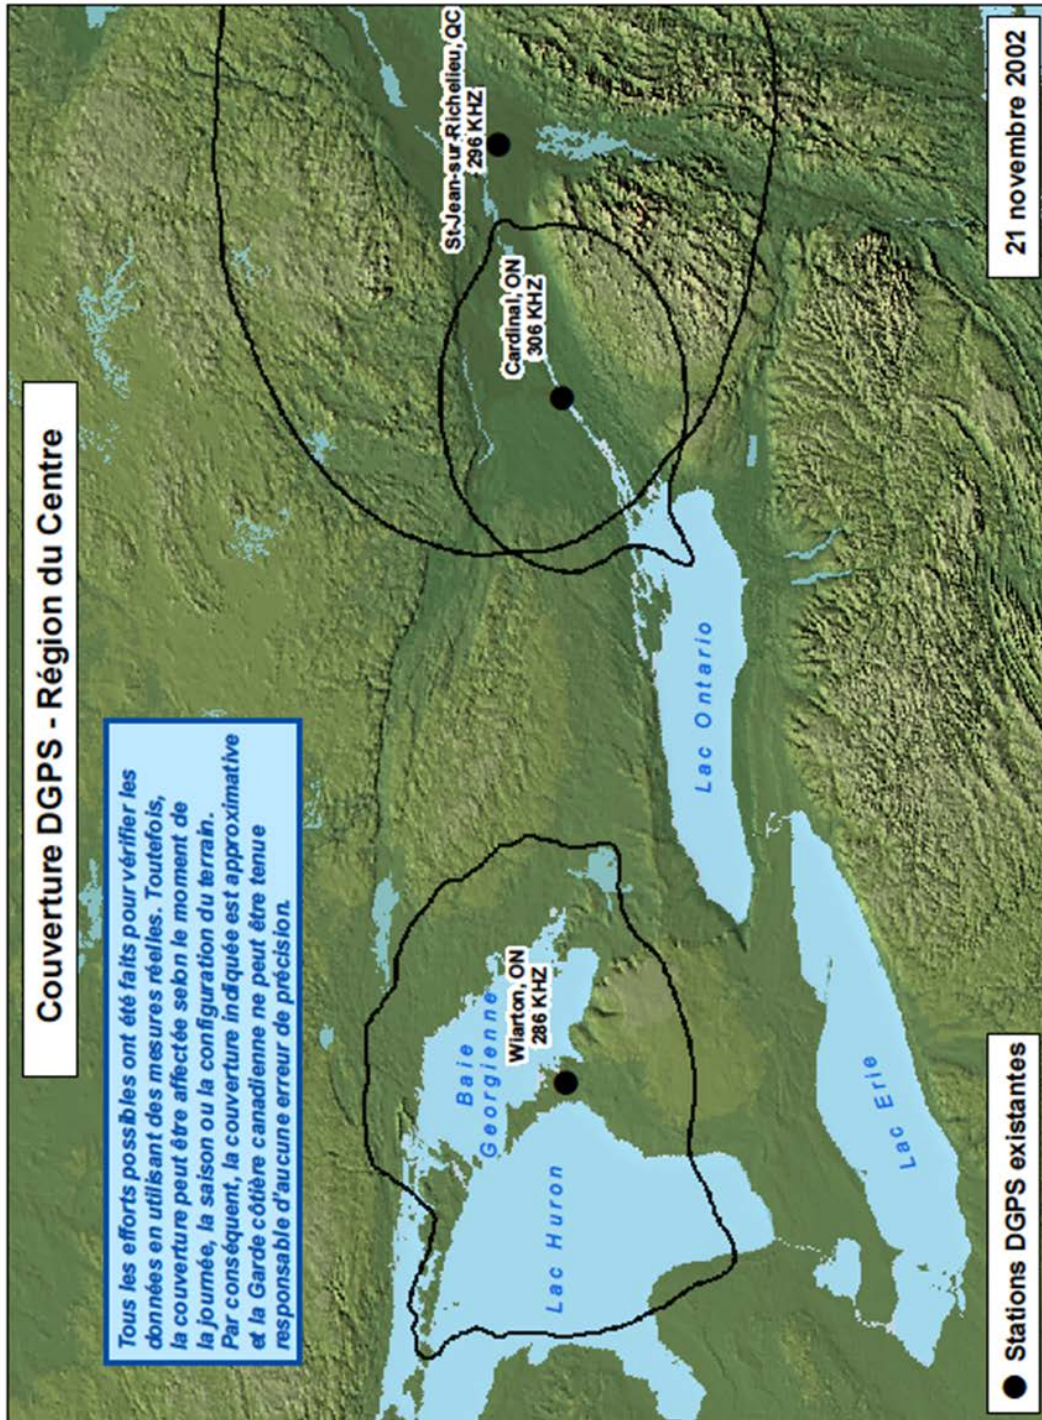 Couverture DGPS - Région du Centre
Tous les efforts possibles ont été faits pour vérifier les
données en utilisant des mesures réelles. Toutefois,
la couverture peut être affectée selon le moment de
la journée, la saison ou la configuration du terrain.
Par conséquent, la couverture indiquée est approximative
et la Garde côtière canadienne ne peut être tenue
responsable d'aucune erreur de précision.
St-Jean-sur-Richelieu, QC
296 KHZ
Cardinal, ON
306 KHZ
Baie
Georgienne
Wiarton, ON
286 KHZ
Lac Huron
Lac Ontario
Lac Erie
Stations DGPS existantes
21 novembre 2002